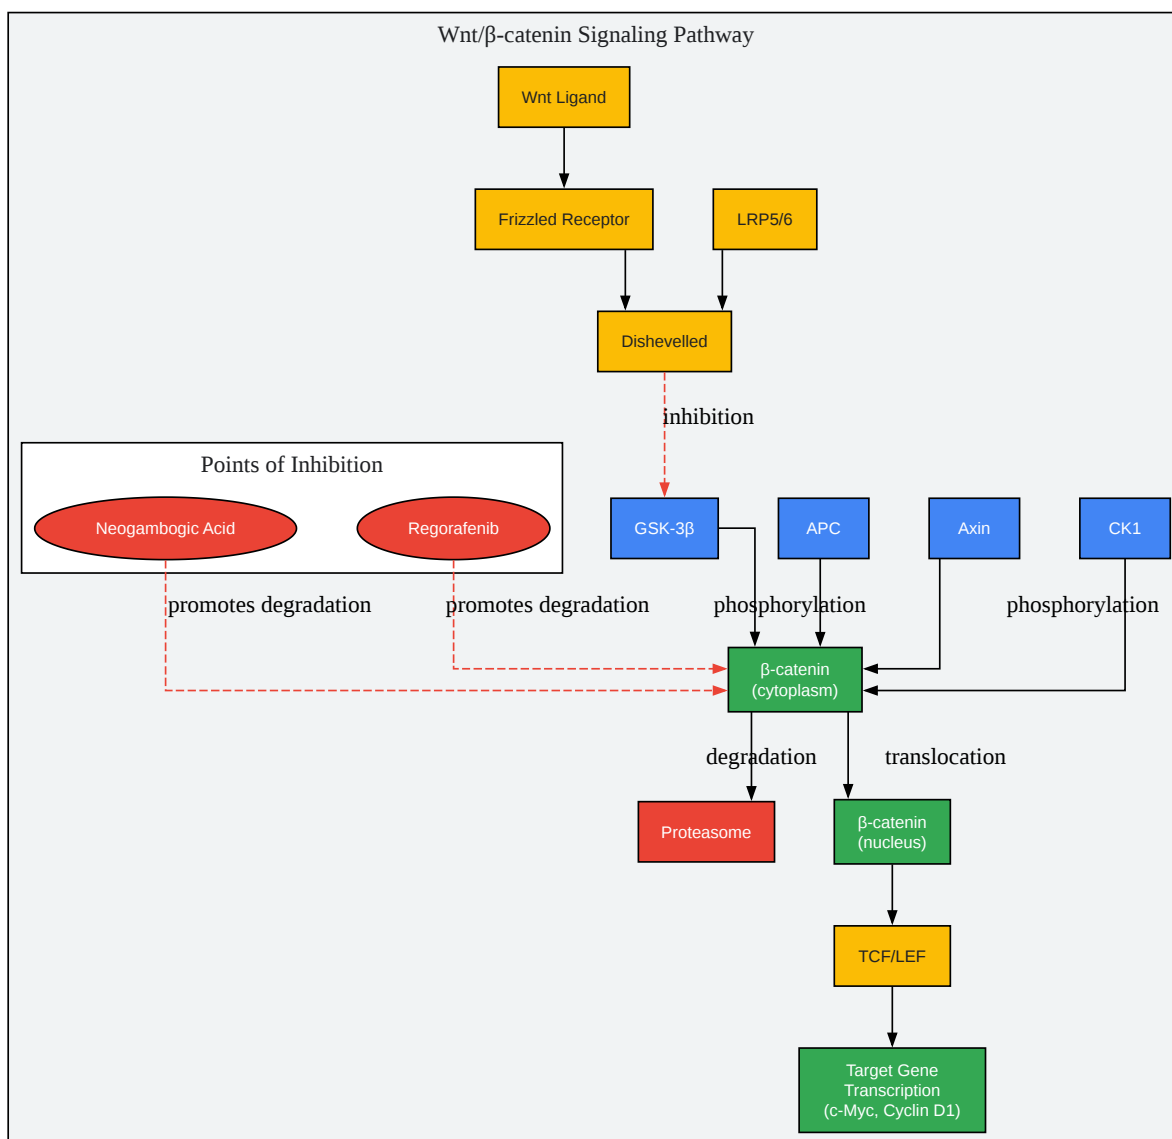 Wnt/β-catenin Signaling Pathway
Wnt Ligand
Frizzled Receptor
LRP5/6
Dishevelled
inhibition
Points of Inhibition
Neogambogic Acid
Regorafenib
GSK-3β
APC
Axin
CK1
promotes degradation
promotes degradation
phosphorylation
phosphorylation
β-catenin
(cytoplasm)
degradation
translocation
Proteasome
β-catenin
(nucleus)
TCF/LEF
Target Gene
Transcription
(c-Myc, Cyclin D1)